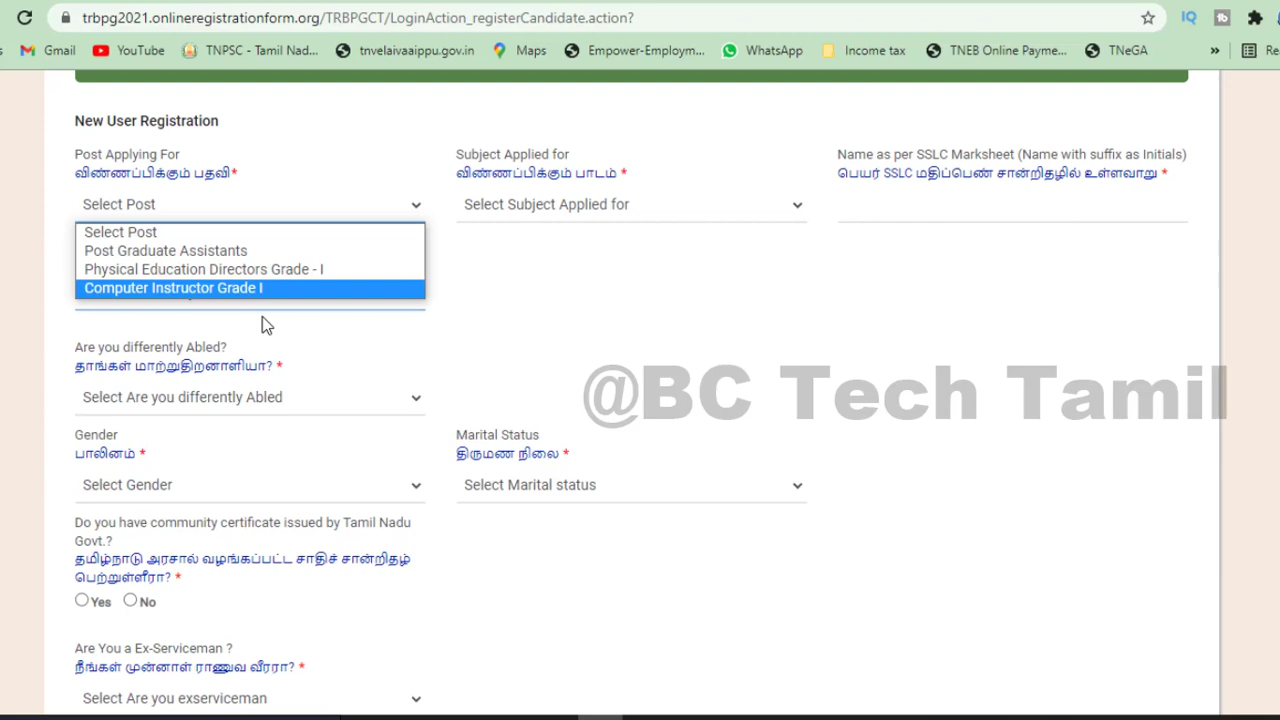 trbpg2021.onlineregistrationform.org/TRBPGCT/LoginAction_registerCandidate.action?
Gmail YouTube TNPSC - Tamil Nad... tnvelaivaaippu.gov.in Maps Empower-Employm... WhatsApp Income tax TNEB Online Payme... TNeGA »
New User Registration
Post Applying For
விண்ணப்பிக்கும் பதவி*
Select Post
Select Post
Post Graduate Assistants
Physical Education Directors Grade - I
Computer Instructor Grade I
Subject Applied for
விண்ணப்பிக்கும் பாடம் *
Select Subject Applied for
Name as per SSLC Marksheet (Name with suffix as Initials)
பெயர் SSLC மதிப்பெண் சான்றிதழில் உள்ளவாறு *
Are you differently Abled?
தாங்கள் மாற்றுதிறனாளியா? *
Select Are you differently Abled
@BC Tech Tamil
Gender
பாலினம் *
Select Gender
Marital Status
திருமண நிலை *
Select Marital status
Do you have community certificate issued by Tamil Nadu
Govt.?
தமிழ்நாடு அரசால் வழங்கப்பட்ட சாதிச் சான்றிதழ்
பெற்றுள்ளீரா? *
Yes No
Are You a Ex-Serviceman ?
நீங்கள் முன்னாள் ராணுவ வீரரா? *
Select Are you exserviceman